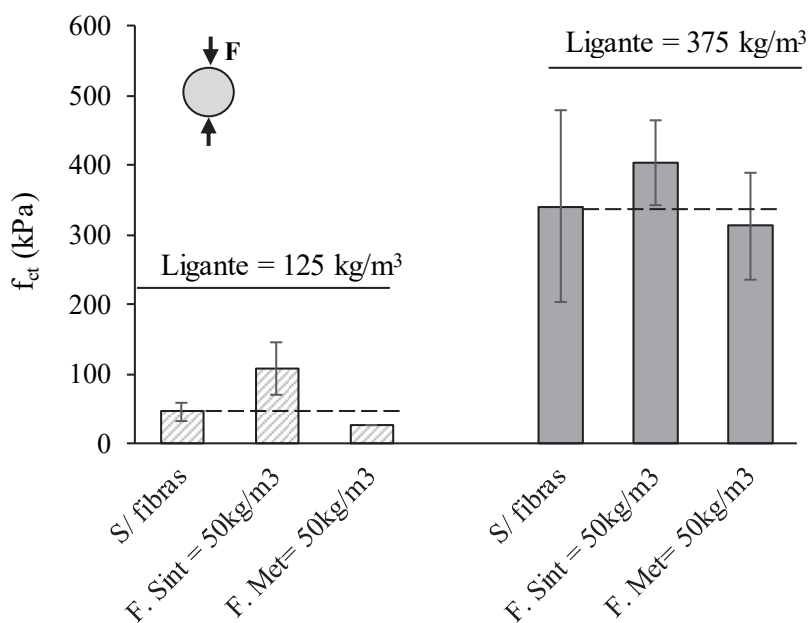 600
500
400
300
200
100
0
f_ct (kPa)
F
Ligante = 125 kg/m³
Ligante = 375 kg/m³
S/ fibras
F. Sint = 50kg/m3
F. Met= 50kg/m3
S/ fibras
F. Sint = 50kg/m3
F. Met= 50kg/m3